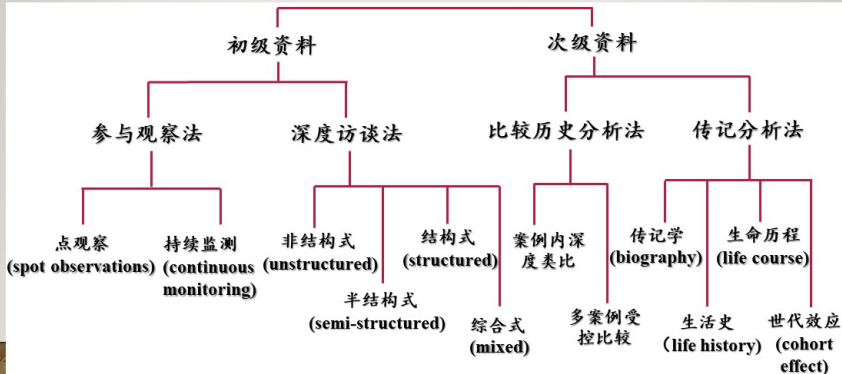 初级资料
次级资料
参与观察法
深度访谈法
比较历史分析法
传记分析法
点观察
(spot observations)
持续监测
(continuous
monitoring)
非结构式
(unstructured)
半结构式
(semi-structured)
结构式
(structured)
综合式
(mixed)
案例内深
度类比
多案例受
控比较
传记学
(biography)
生活史
（life history)
生命历程
(life course)
世代效应
(cohort
effect)